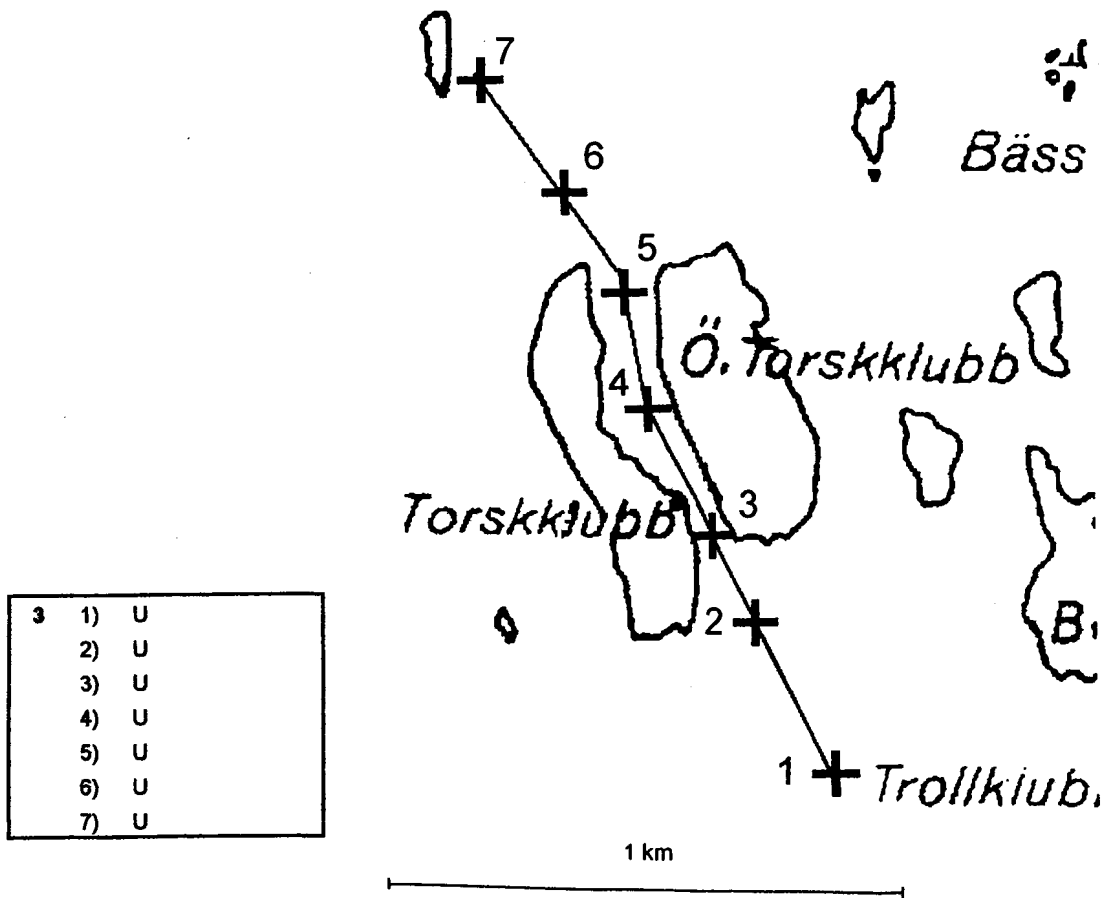 7
6
Bäss
5
Ö. Torskklubb
4
Torskklubb
3
2
1
Trollklub
3 1) U
2) U
3) U
4) U
5) U
6) U
7) U
1 km